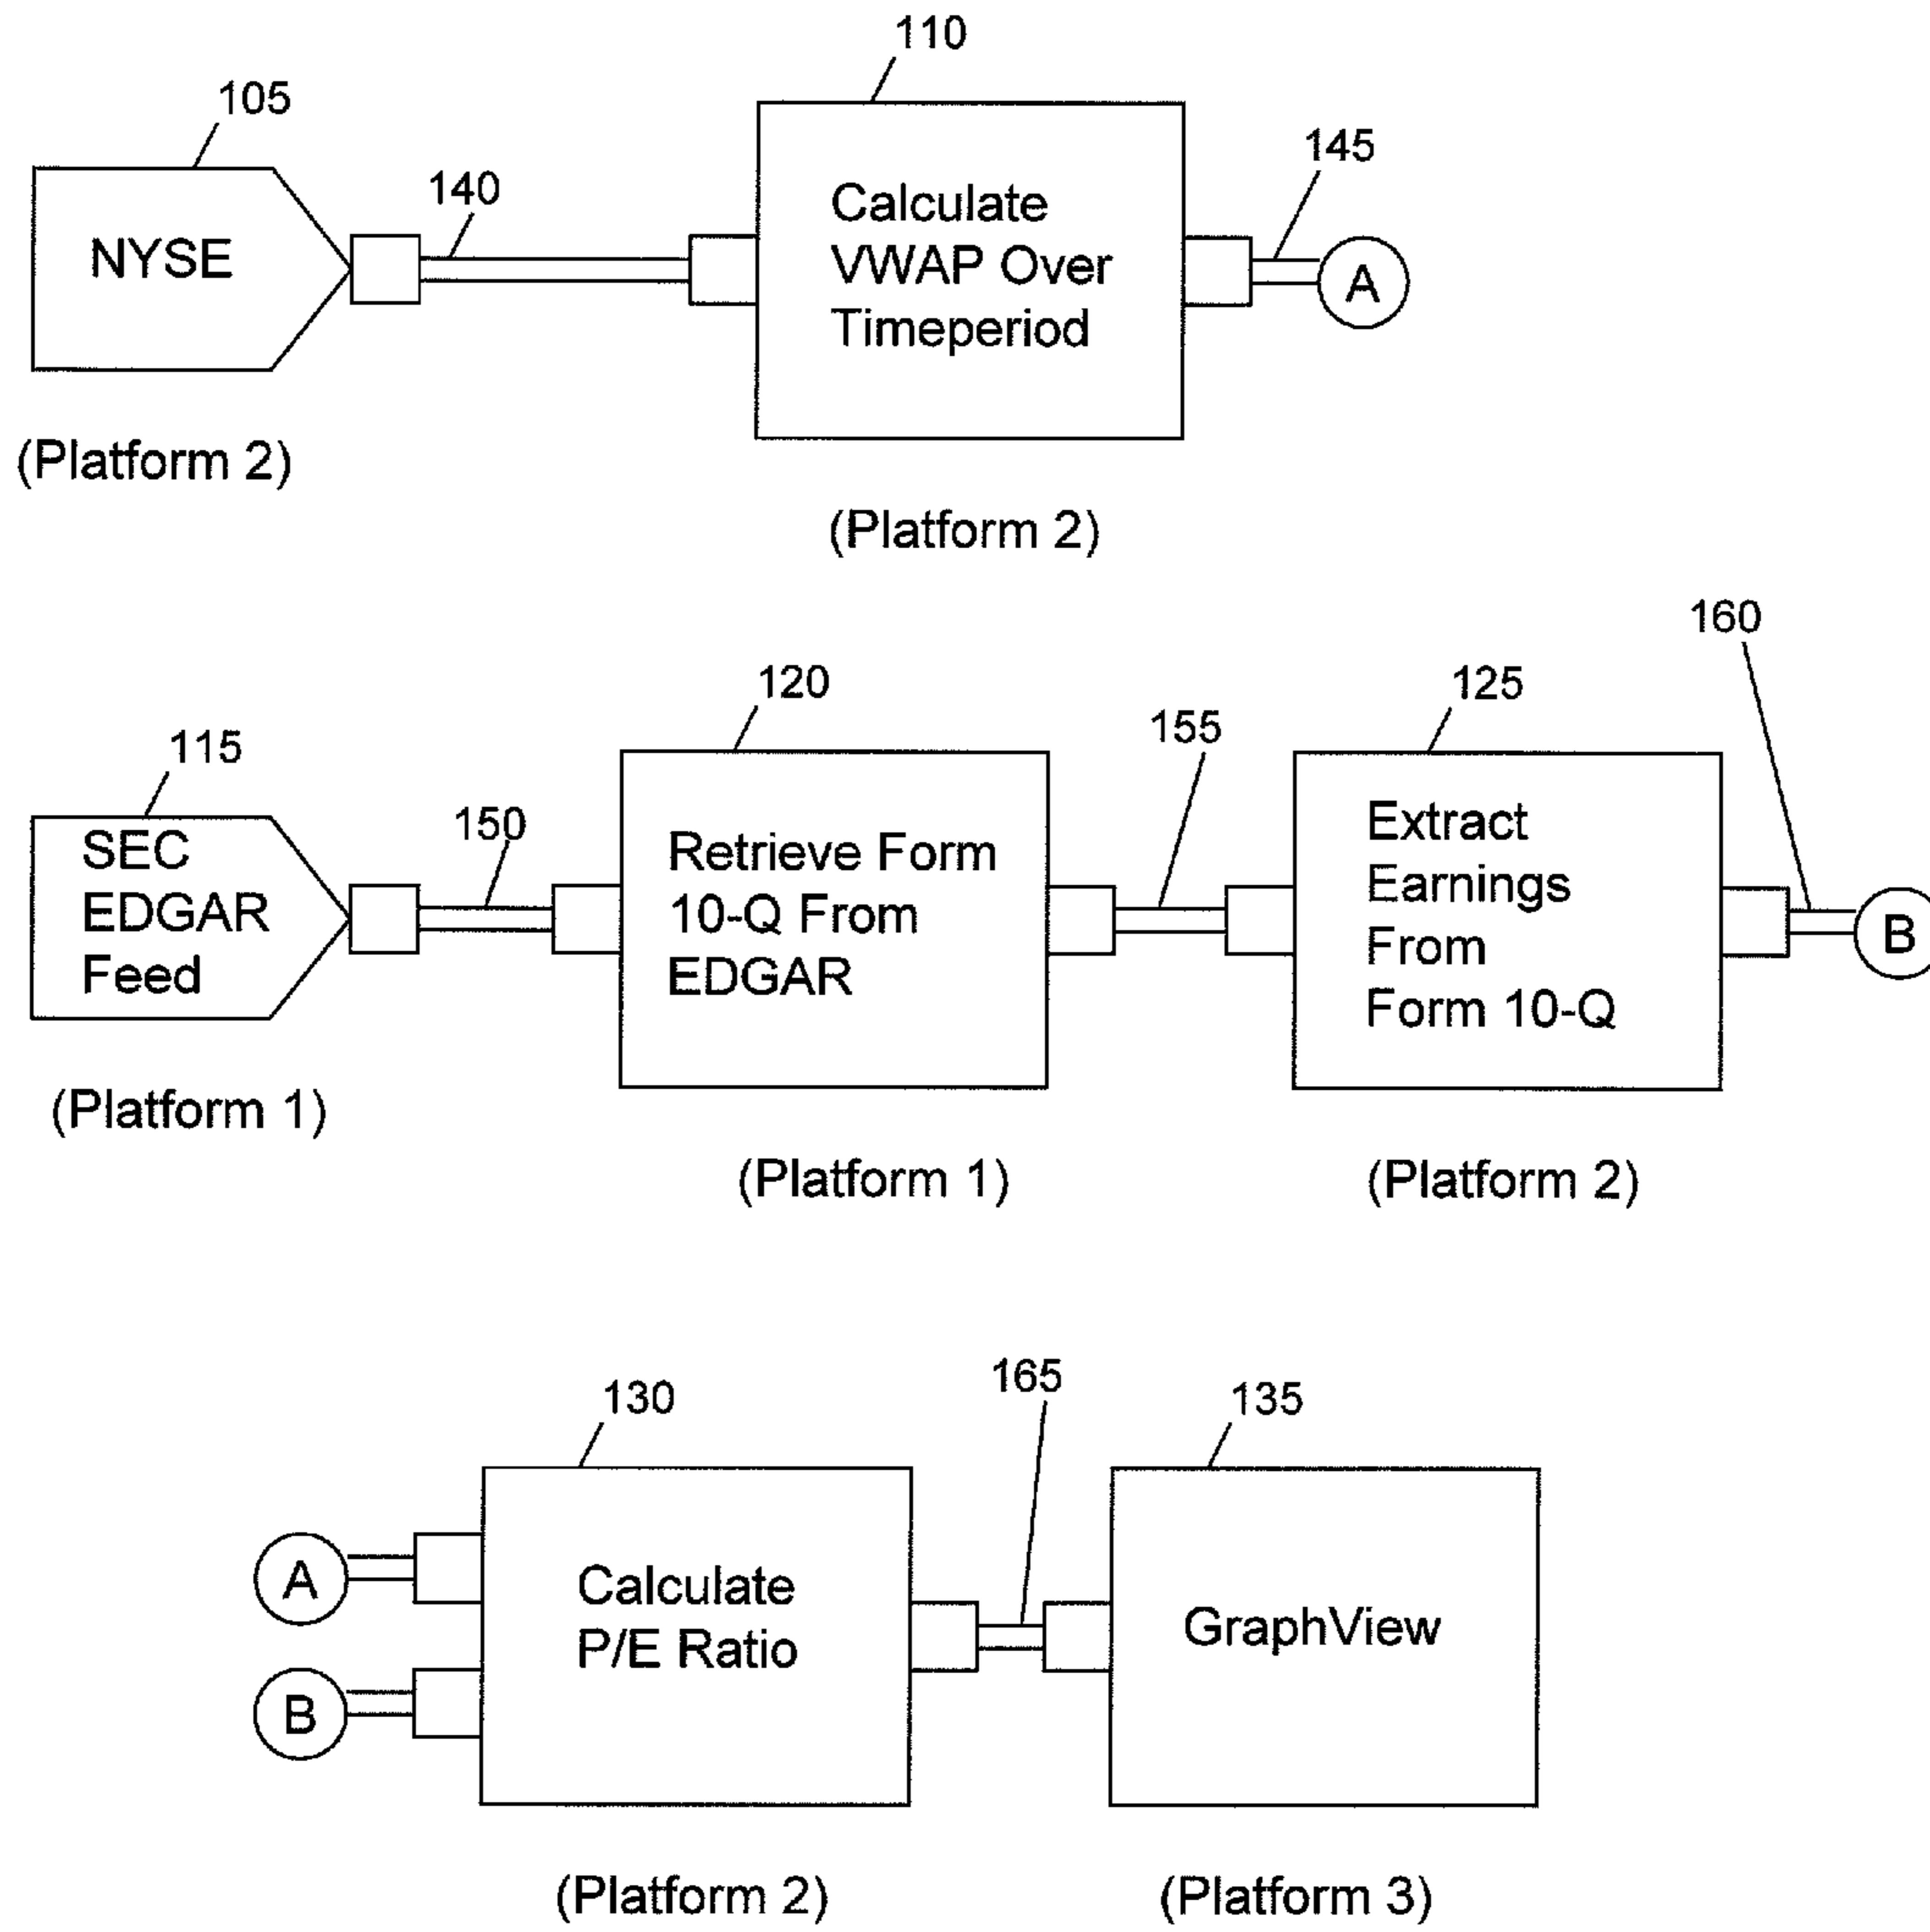 110
105
145
140
NYSE
Calculate
VWAP Over
Timeperiod
A
(Platform 2)
(Platform 2)
160
120
125
155
115
150
SEC
EDGAR
Feed
Retrieve Form
10-Q From
EDGAR
Extract
Earnings
From
Form 10-Q
B
(Platform 1)
(Platform 1)
(Platform 2)
130
165
135
A
B
Calculate
P/E Ratio
GraphView
(Platform 2)
(Platform 3)